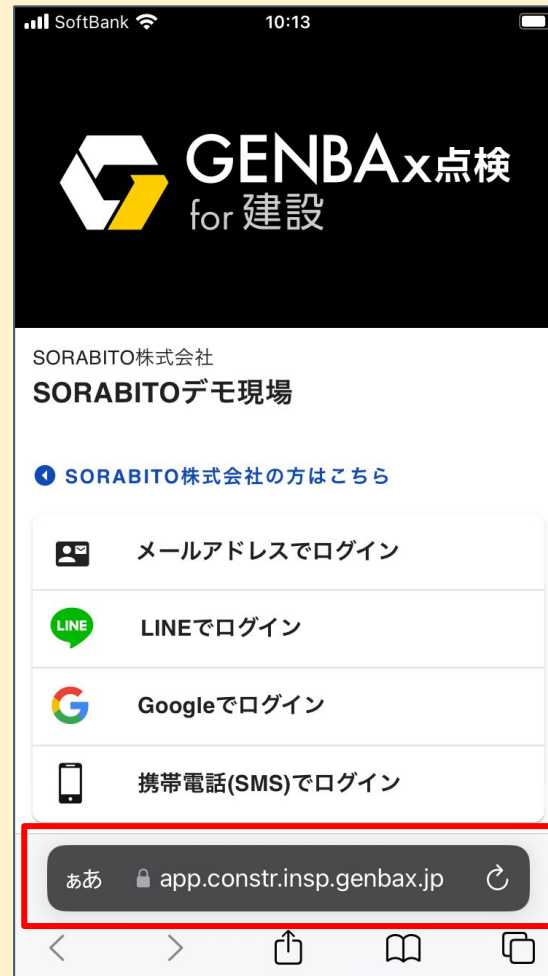 SoftBank 10:13
GENBAx点検
for 建設
SORABITO株式会社
SORABITOデモ現場
SORABITO株式会社の方はこちら
メールアドレスでログイン
LINE LINEでログイン
Googleでログイン
携帯電話(SMS)でログイン
ぁあ app.constr.insp.genbax.jp